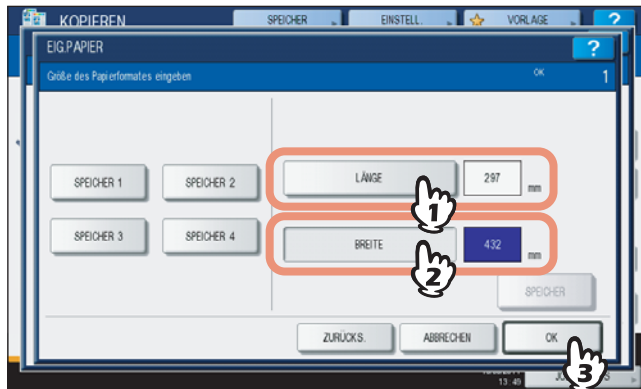 KOPIEREN SPEICHER EINSTELL. VORLAGE ?
EIG.PAPIER ?
Größe des Papierformates eingeben OK 1
SPEICHER 1 SPEICHER 2 LÄNGE 297 mm
1
SPEICHER 3 SPEICHER 4 BREITE 432 mm
2
SPEICHER
ZURÜCKS. ABBRECHEN OK
3
13:49